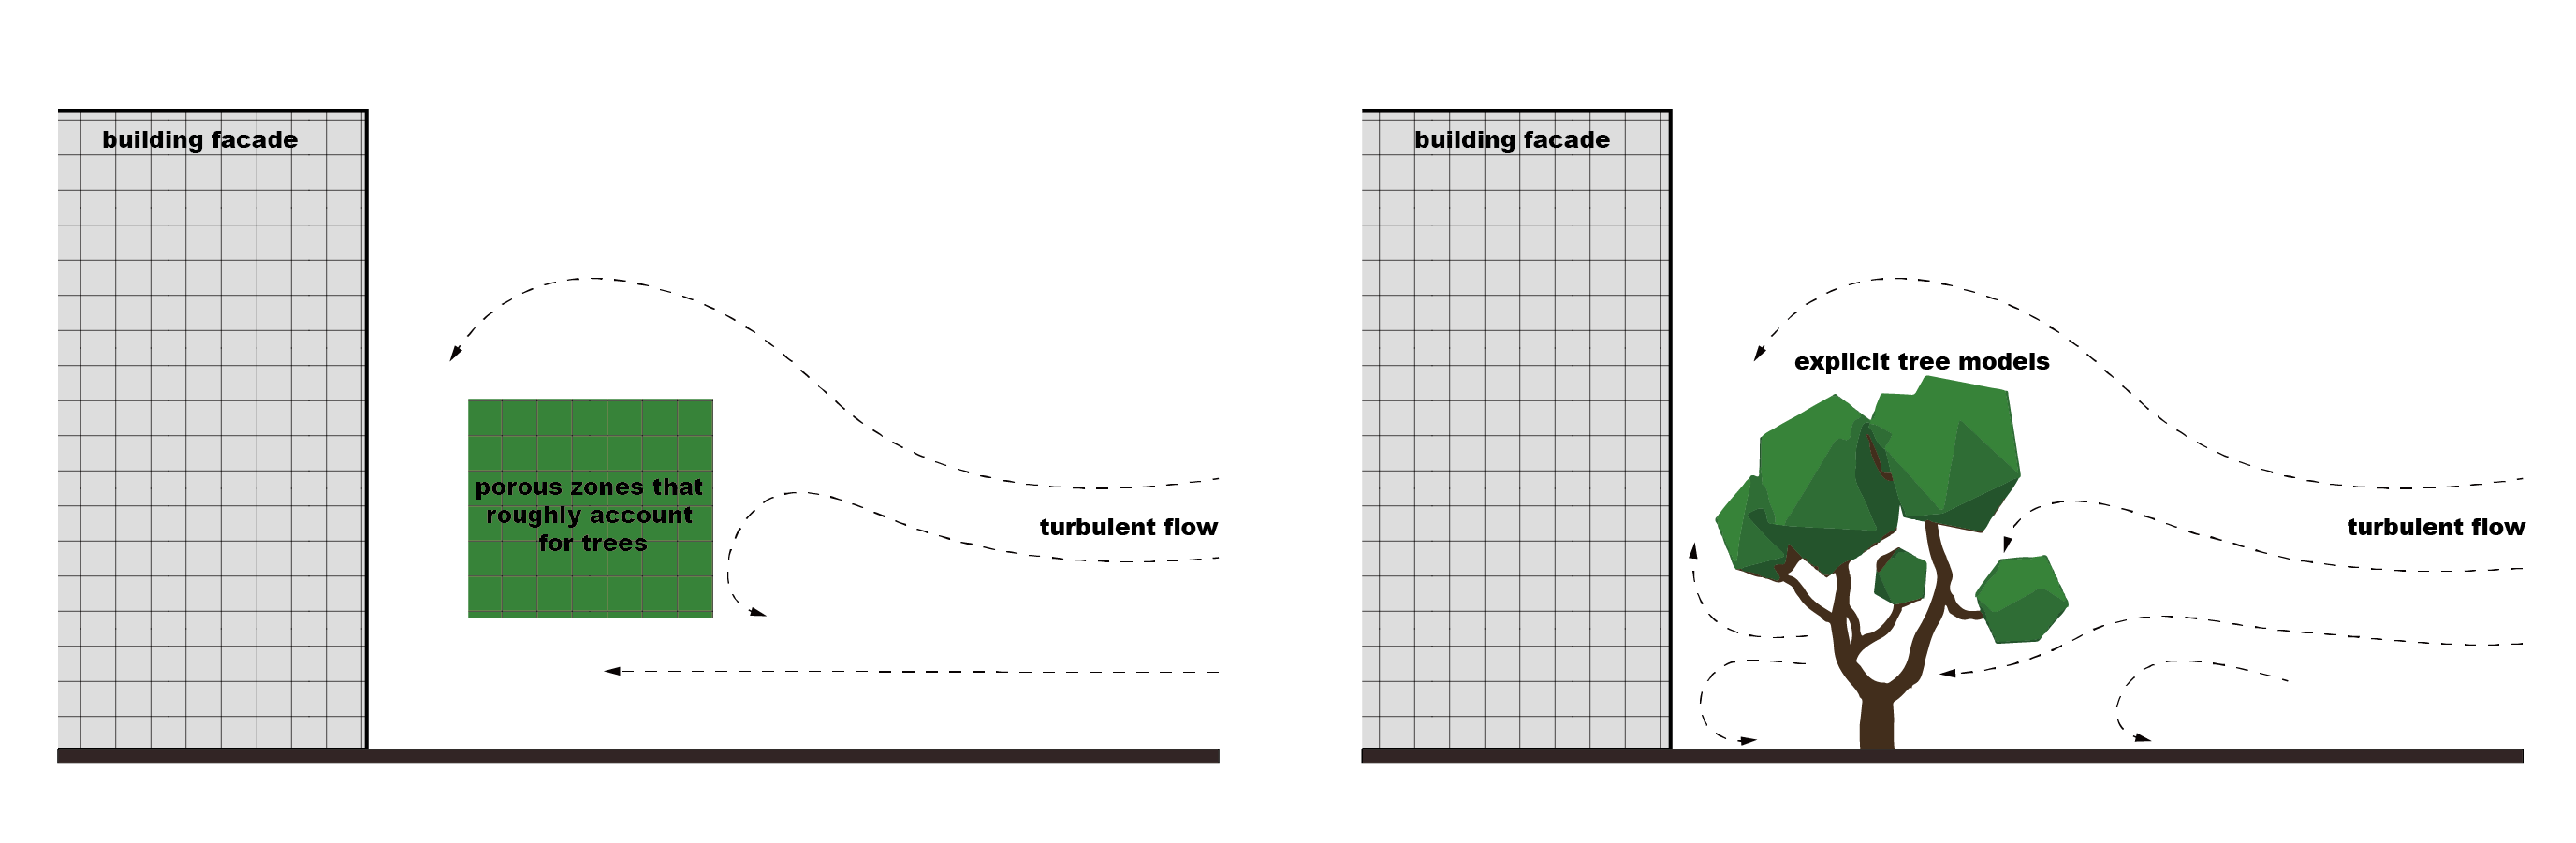 building facade
porous zones that
roughly account
for trees
turbulent flow
building facade
explicit tree models
turbulent flow